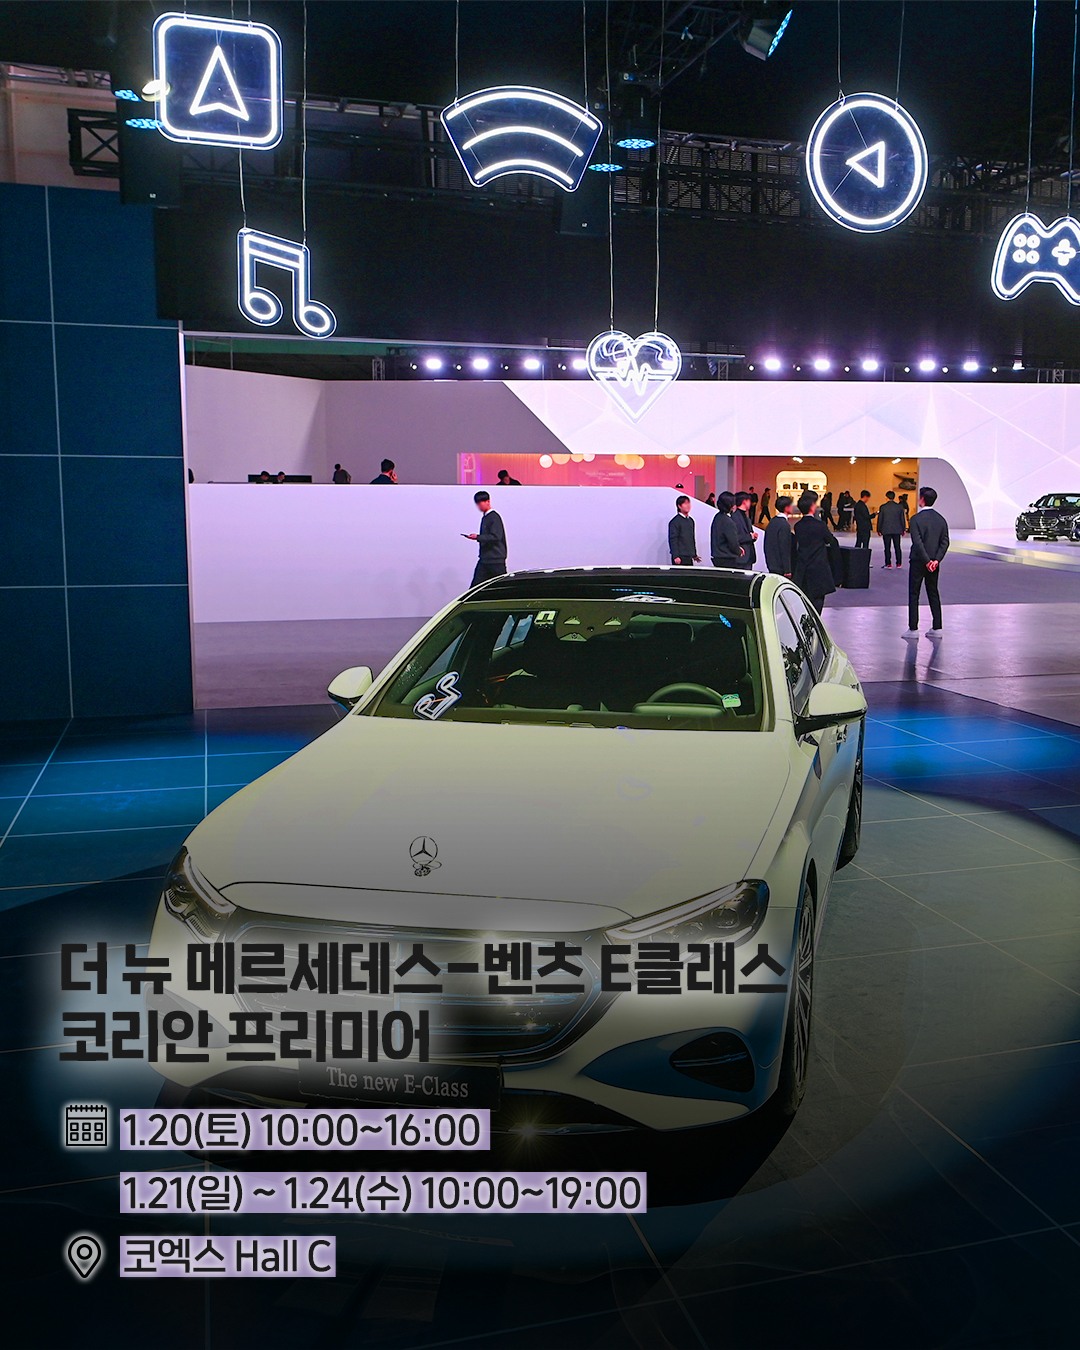 더 뉴 메르세데스-벤츠 E클래스
코리안 프리미어
The new E-Class
1.20(토) 10:00~16:00
1.21(일) ~ 1.24(수) 10:00~19:00
코엑스 Hall C